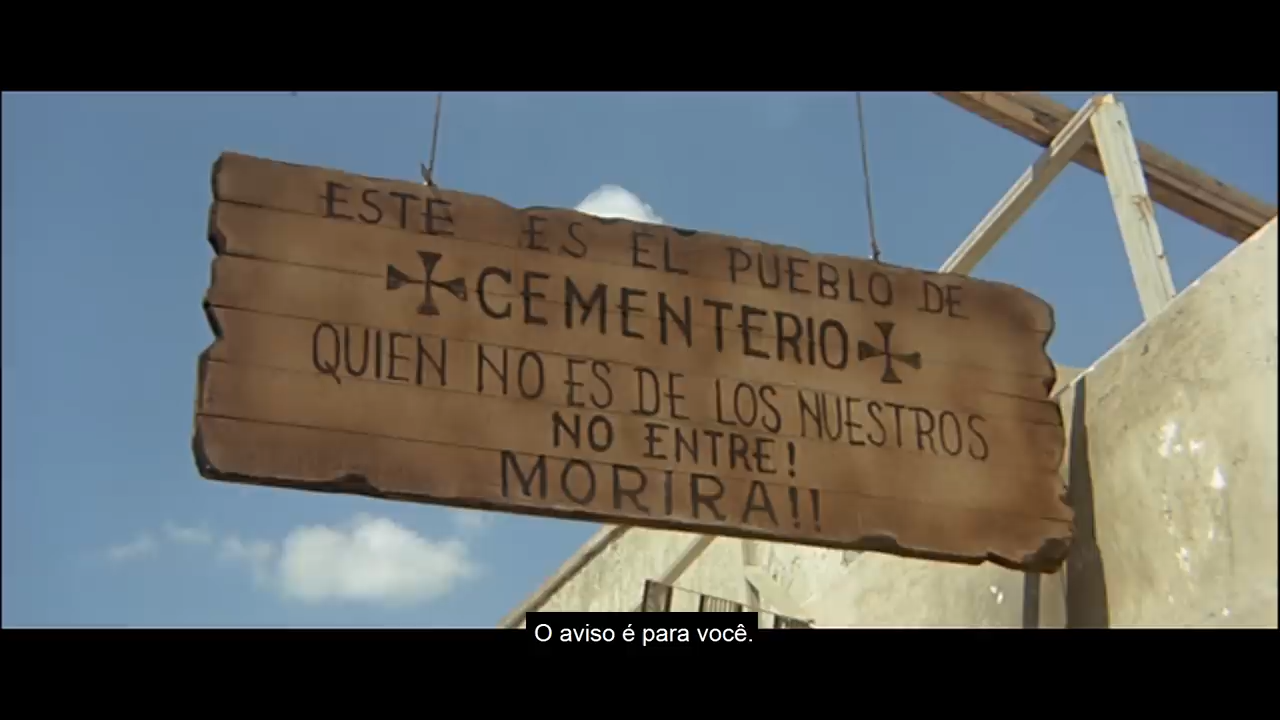 ESTE ES EL PUEBLO DE
CEMENTERIO
QUIEN NO ES DE LOS NUESTROS
NO ENTRE!
MORIRA!!
O aviso é para você.